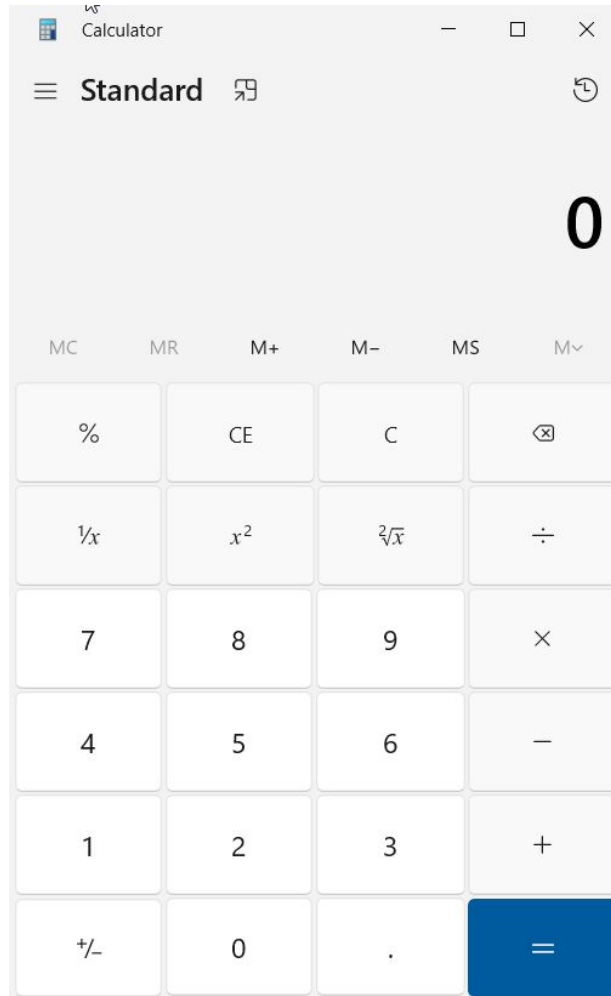 Calculator
Standard
0
MC MR M+ M− MS M
% CE C
¹/x x² ²√x ÷
7 8 9 ×
4 5 6 −
1 2 3 +
+/− 0 . =